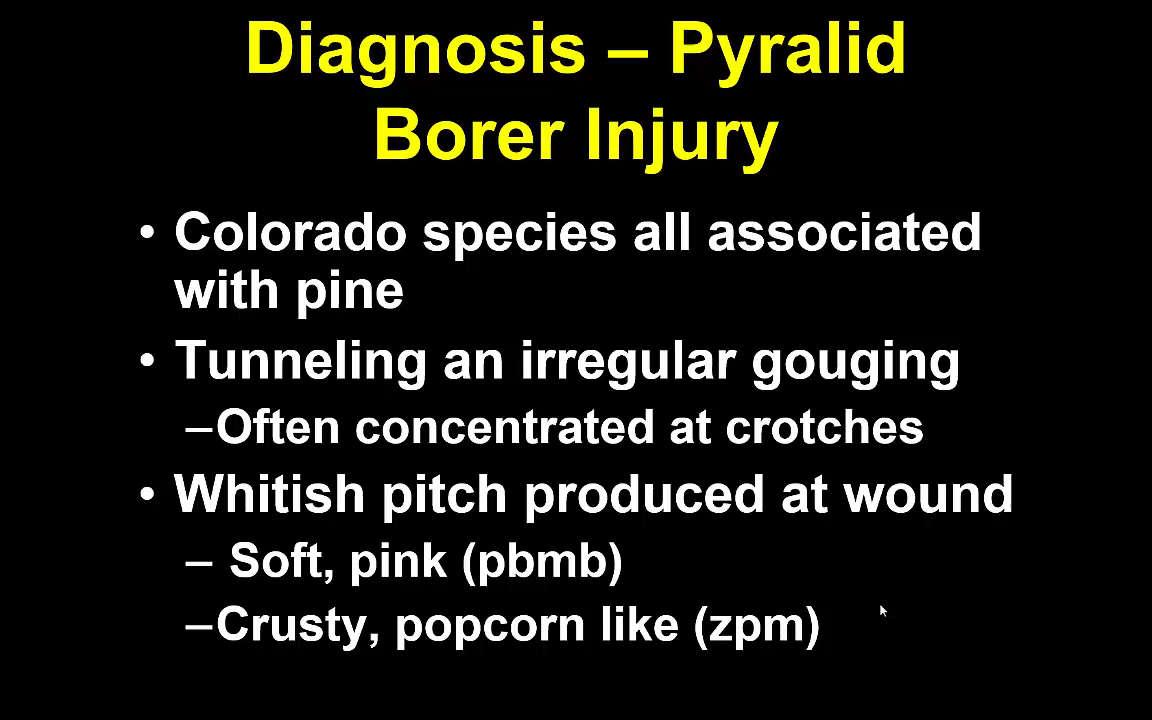 Diagnosis – Pyralid
Borer Injury
• Colorado species all associated
with pine
• Tunneling an irregular gouging
–Often concentrated at crotches
• Whitish pitch produced at wound
– Soft, pink (pbmb)
–Crusty, popcorn like (zpm)